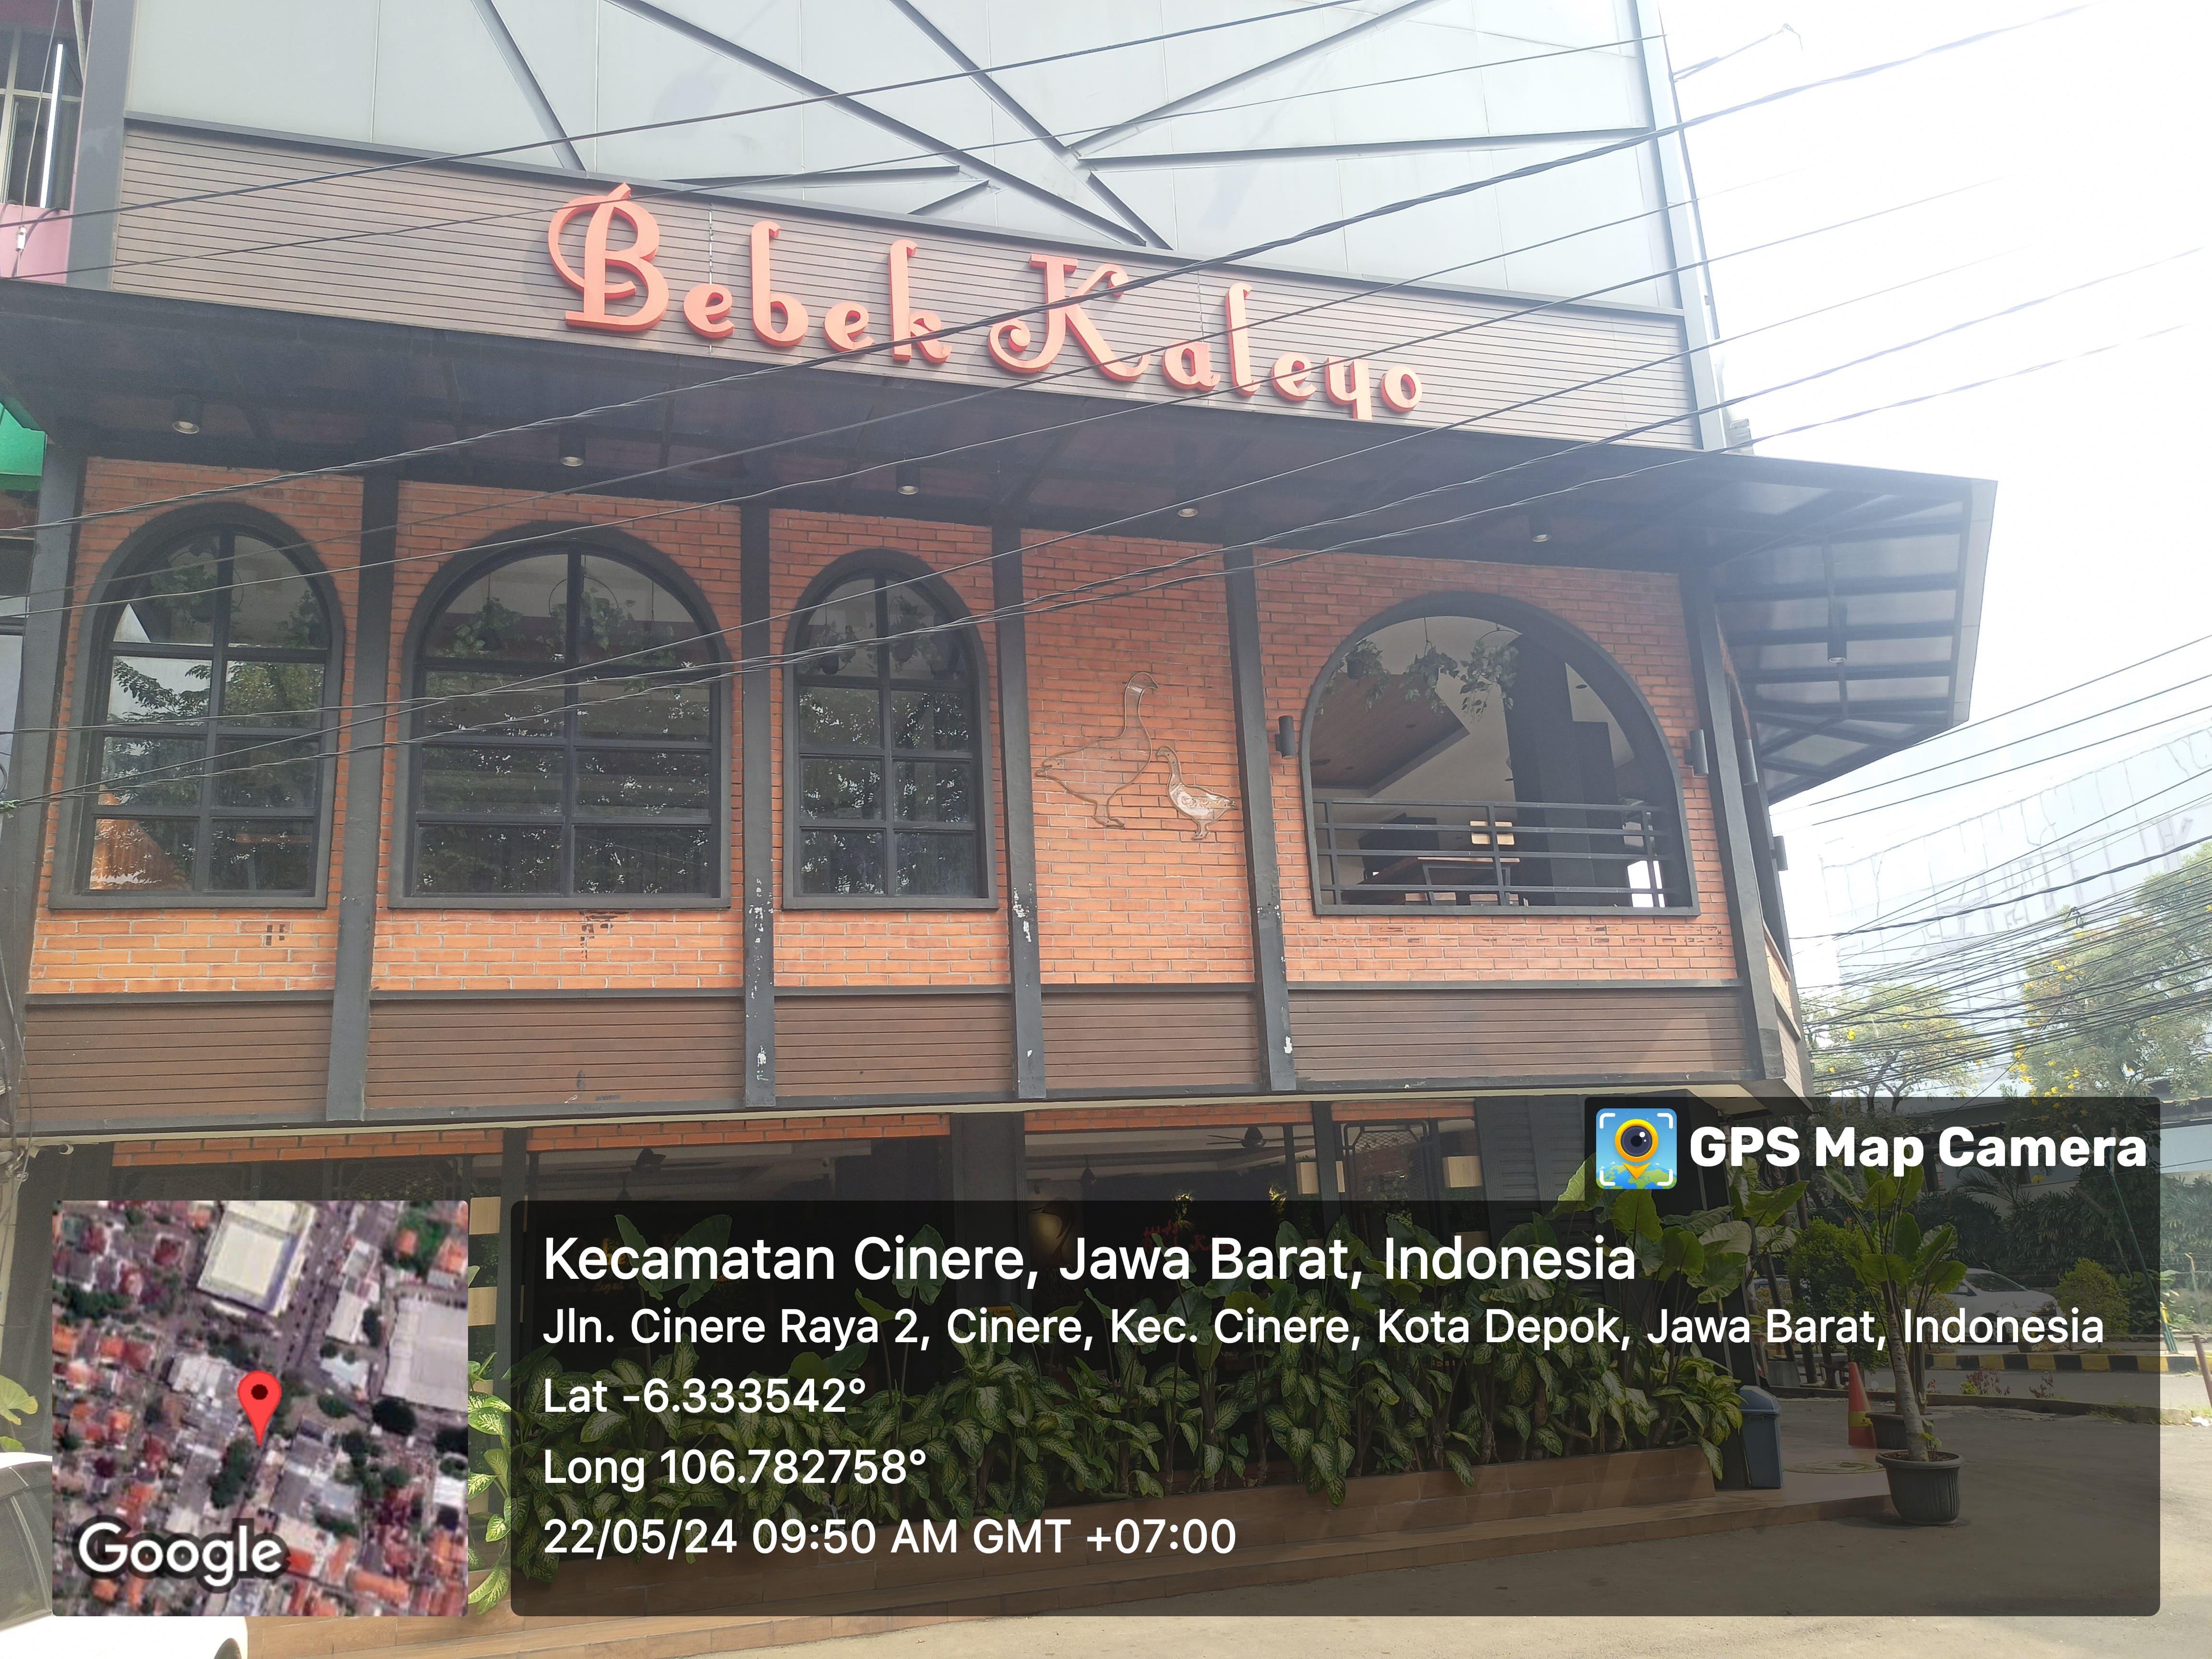 Bebek Kaleyo
GPS Map Camera
Kecamatan Cinere, Jawa Barat, Indonesia
Jln. Cinere Raya 2, Cinere, Kec. Cinere, Kota Depok, Jawa Barat, Indonesia
Lat -6.333542°
Long 106.782758°
22/05/24 09:50 AM GMT +07:00
Google